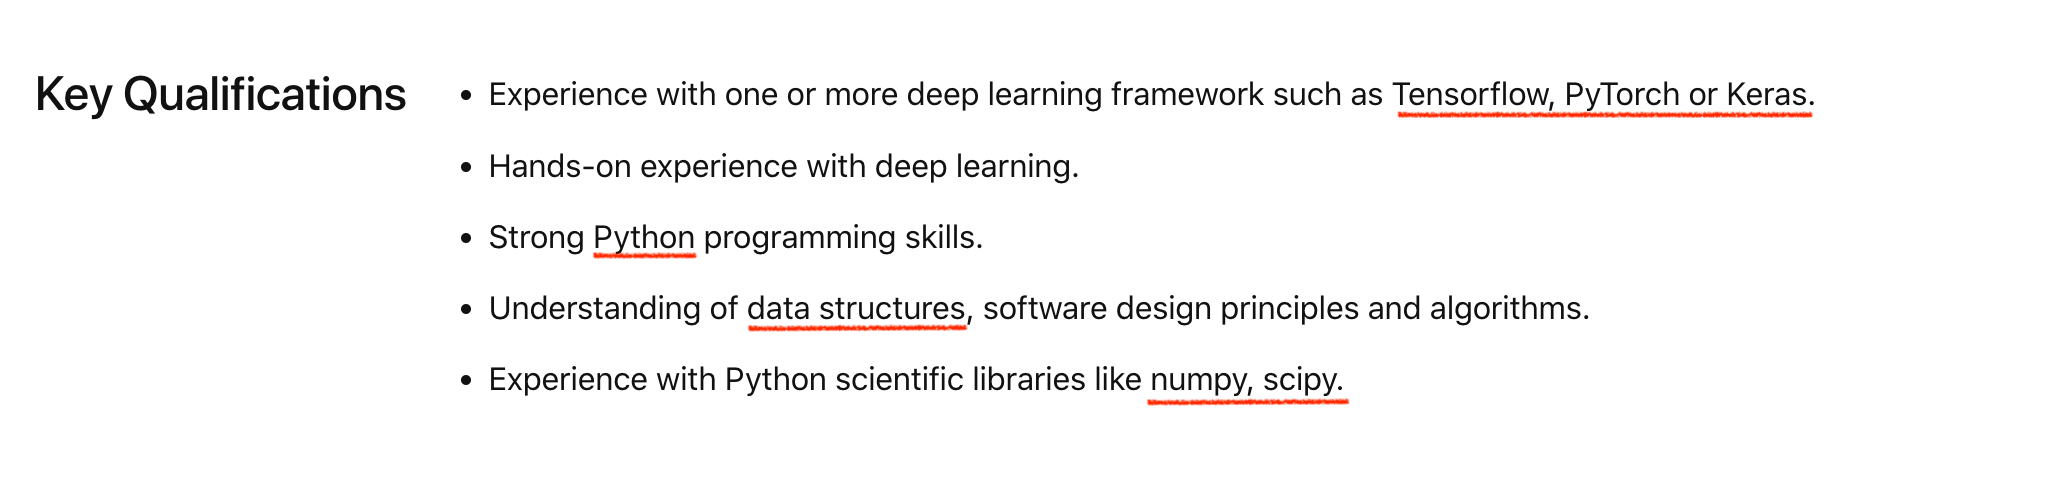 Key Qualifications
• Experience with one or more deep learning framework such as Tensorflow, PyTorch or Keras.
• Hands-on experience with deep learning.
• Strong Python programming skills.
• Understanding of data structures, software design principles and algorithms.
• Experience with Python scientific libraries like numpy, scipy.